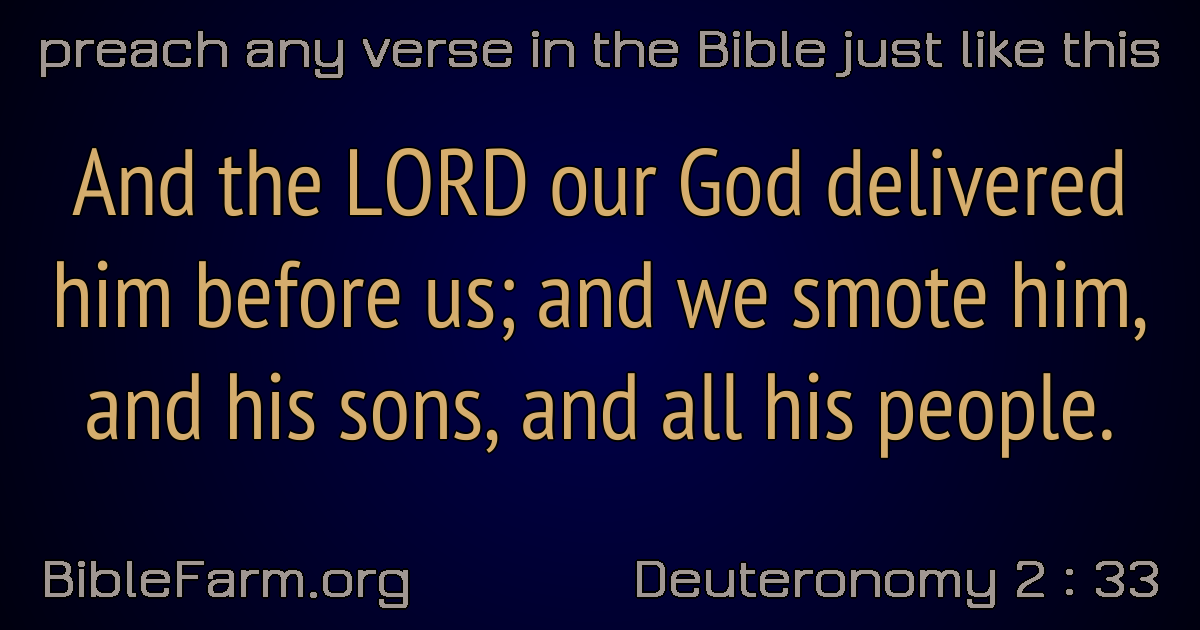 preach any verse in the Bible just like this
And the LORD our God delivered
him before us; and we smote him,
and his sons, and all his people.
BibleFarm.org
Deuteronomy 2 : 33